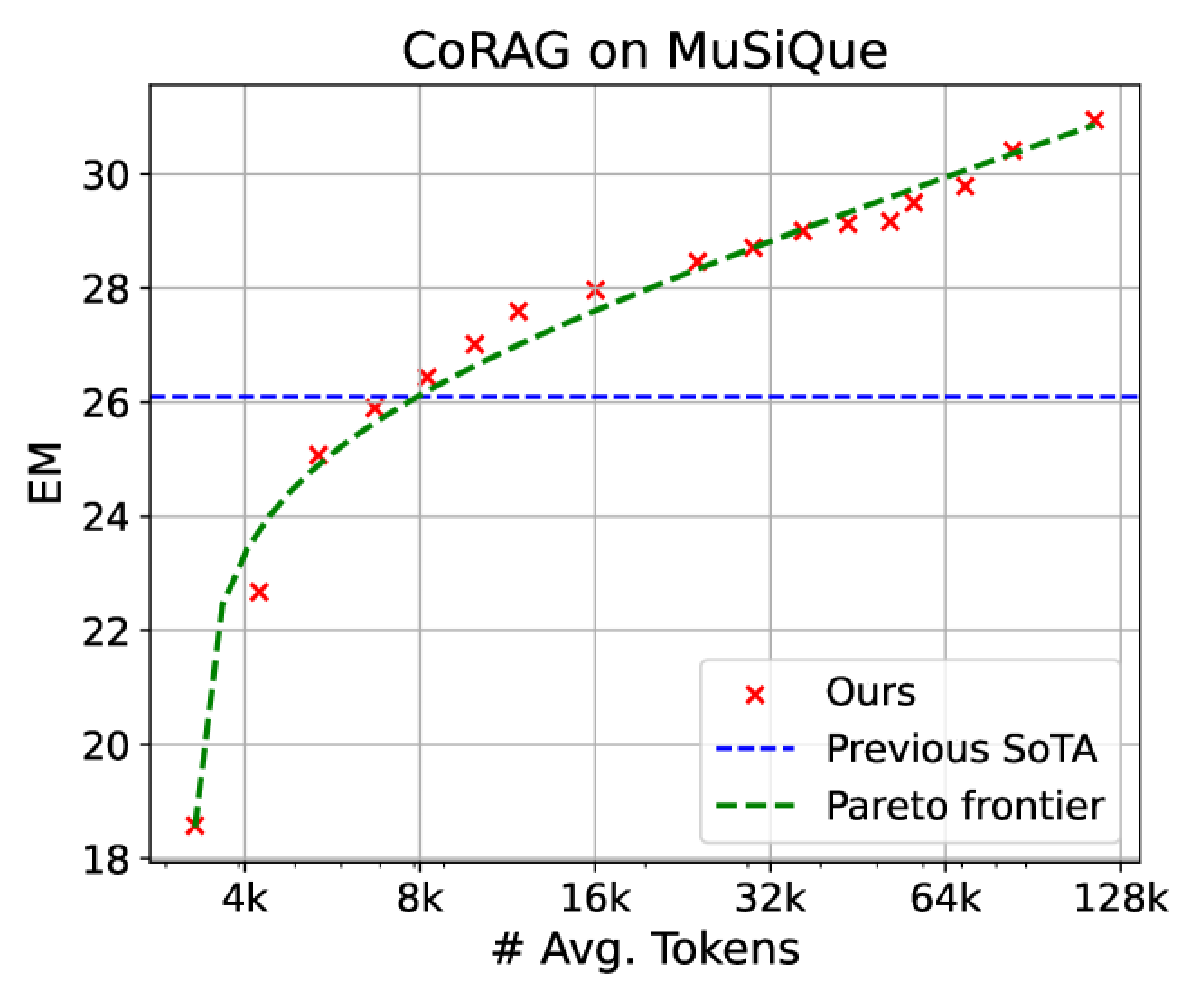 CoRAG on MuSiQue
30
28
26
24
22
20
18
EM
Ours
Previous SoTA
Pareto frontier
4k 8k 16k 32k 64k 128k
# Avg. Tokens